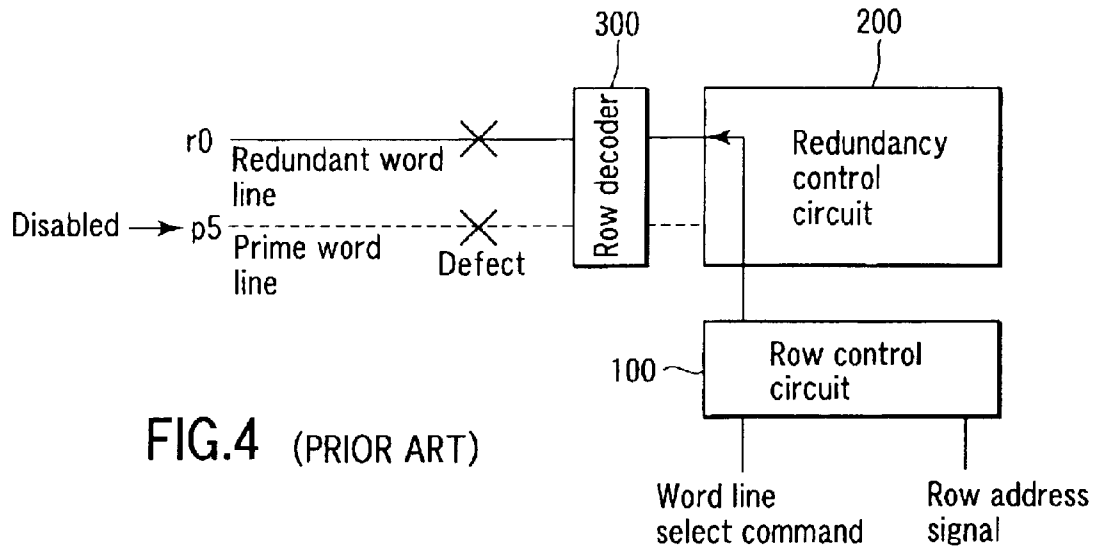 300
200
r0
Redundant word
line
Row decoder
Redundancy
control
circuit
Disabled
p5
Prime word
line
Defect
100
Row control
circuit
FIG.4 (PRIOR ART)
Word line
select command
Row address
signal